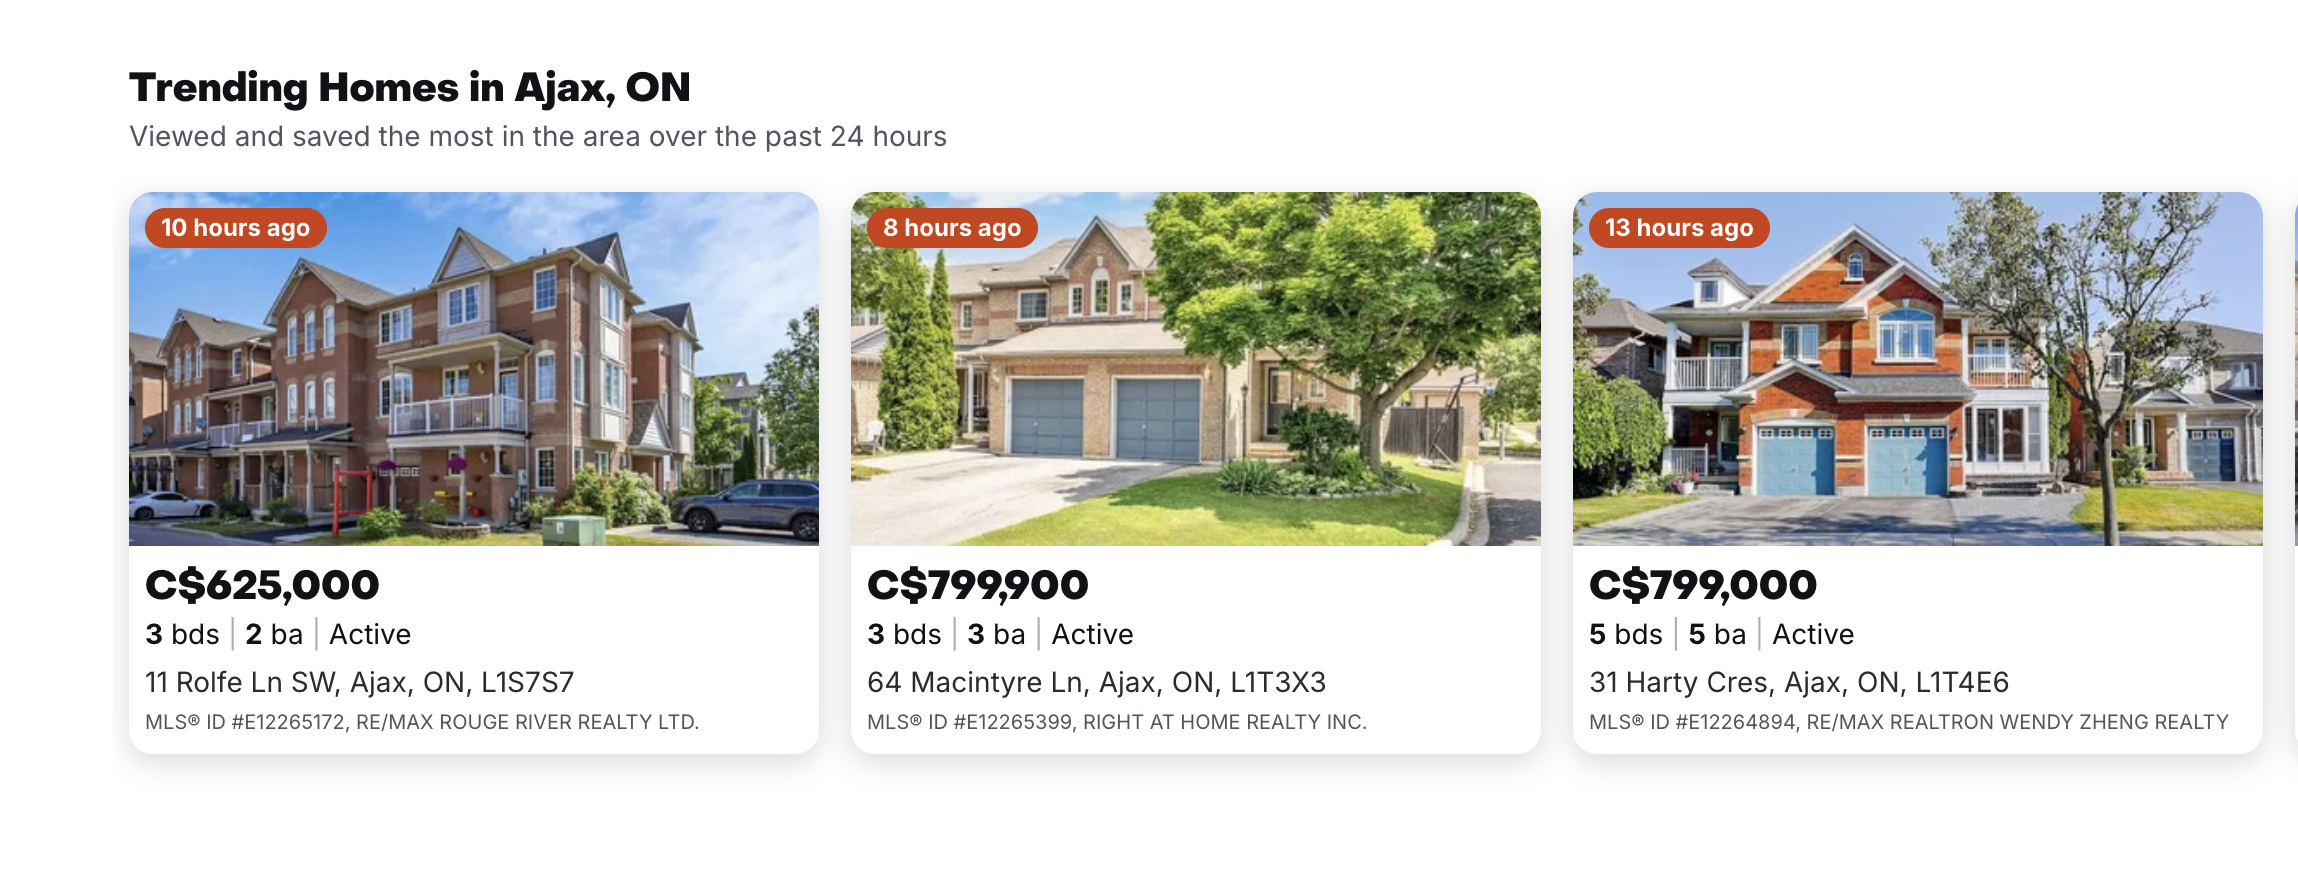 Trending Homes in Ajax, ON
Viewed and saved the most in the area over the past 24 hours
10 hours ago
C$625,000
3 bds | 2 ba | Active
11 Rolfe Ln SW, Ajax, ON, L1S7S7
MLS® ID #E12265172, RE/MAX ROUGE RIVER REALTY LTD.
8 hours ago
C$799,900
3 bds | 3 ba | Active
64 Macintyre Ln, Ajax, ON, L1T3X3
MLS® ID #E12265399, RIGHT AT HOME REALTY INC.
13 hours ago
C$799,000
5 bds | 5 ba | Active
31 Harty Cres, Ajax, ON, L1T4E6
MLS® ID #E12264894, RE/MAX REALTRON WENDY ZHENG REALTY